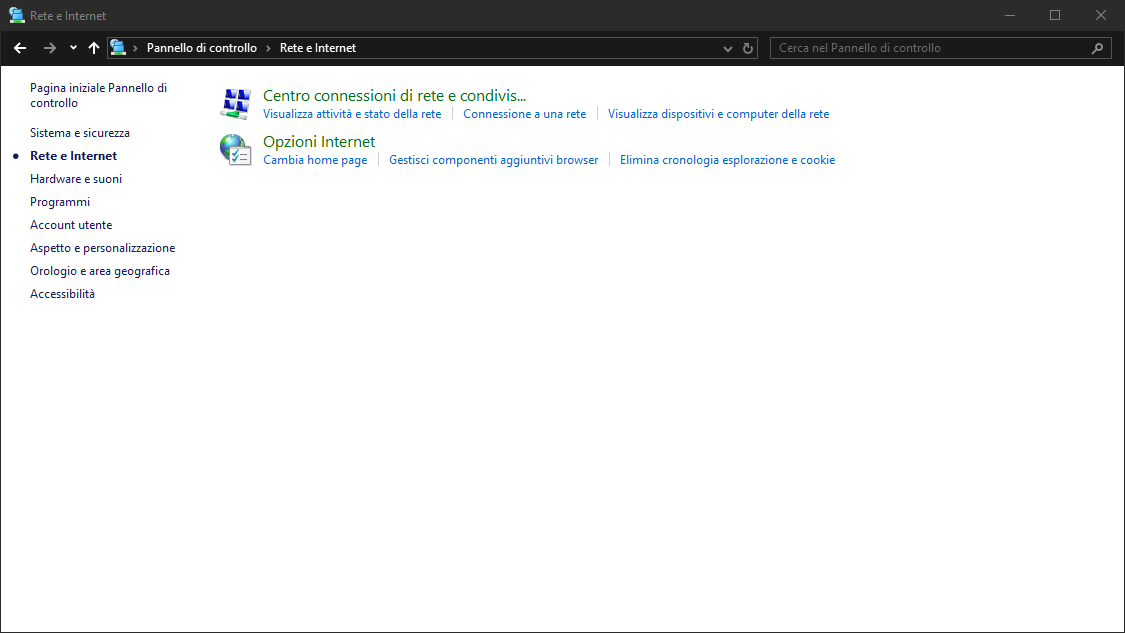 Rete e Internet
Pannello di controllo > Rete e Internet
Cerca nel Pannello di controllo
Pagina iniziale Pannello di
controllo
Sistema e sicurezza
Rete e Internet
Hardware e suoni
Programmi
Account utente
Aspetto e personalizzazione
Orologio e area geografica
Accessibilità
Centro connessioni di rete e condivis...
Visualizza attività e stato della rete | Connessione a una rete | Visualizza dispositivi e computer della rete
Opzioni Internet
Cambia home page | Gestisci componenti aggiuntivi browser | Elimina cronologia esplorazione e cookie